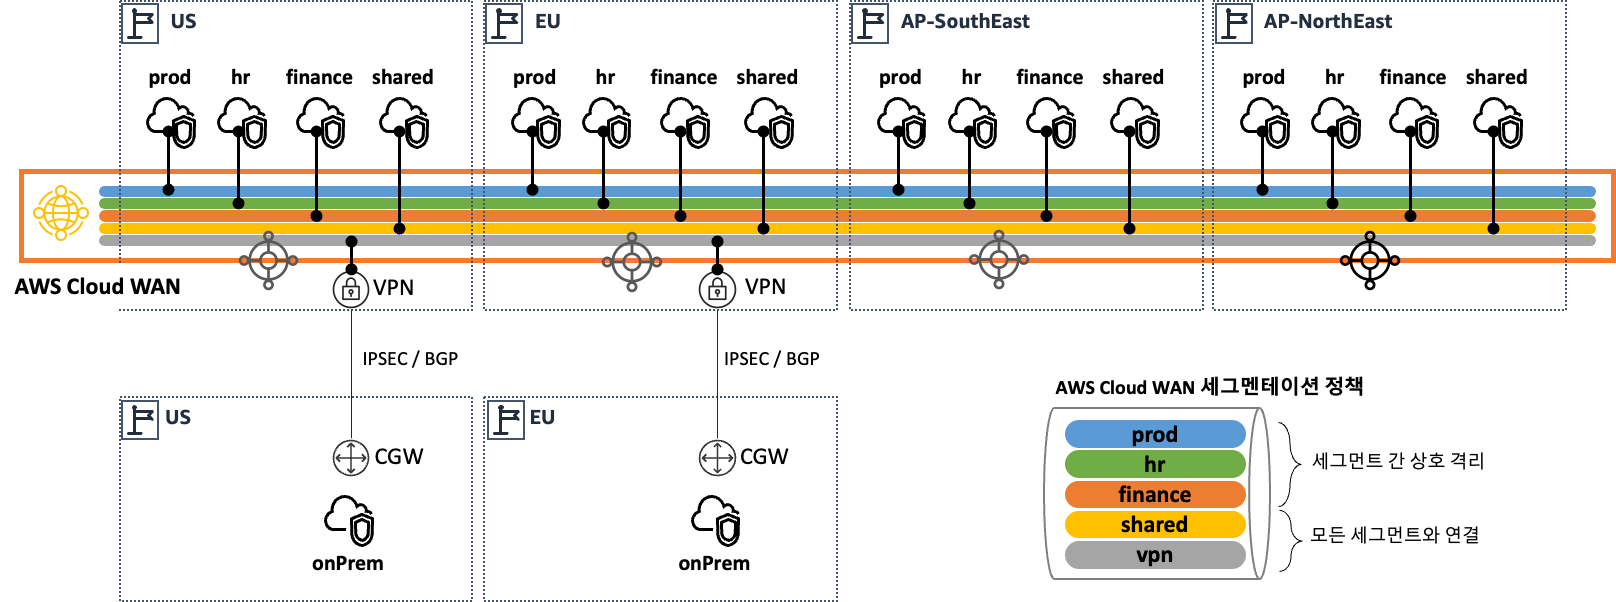 US
EU
AP-SouthEast
AP-NorthEast
prod hr finance shared
prod hr finance shared
prod hr finance shared
prod hr finance shared
AWS Cloud WAN
VPN
VPN
IPSEC / BGP
IPSEC / BGP
US
EU
CGW
CGW
onPrem
onPrem
AWS Cloud WAN 세그멘테이션 정책
prod
hr
finance
shared
vpn
세그먼트 간 상호 격리
모든 세그먼트와 연결